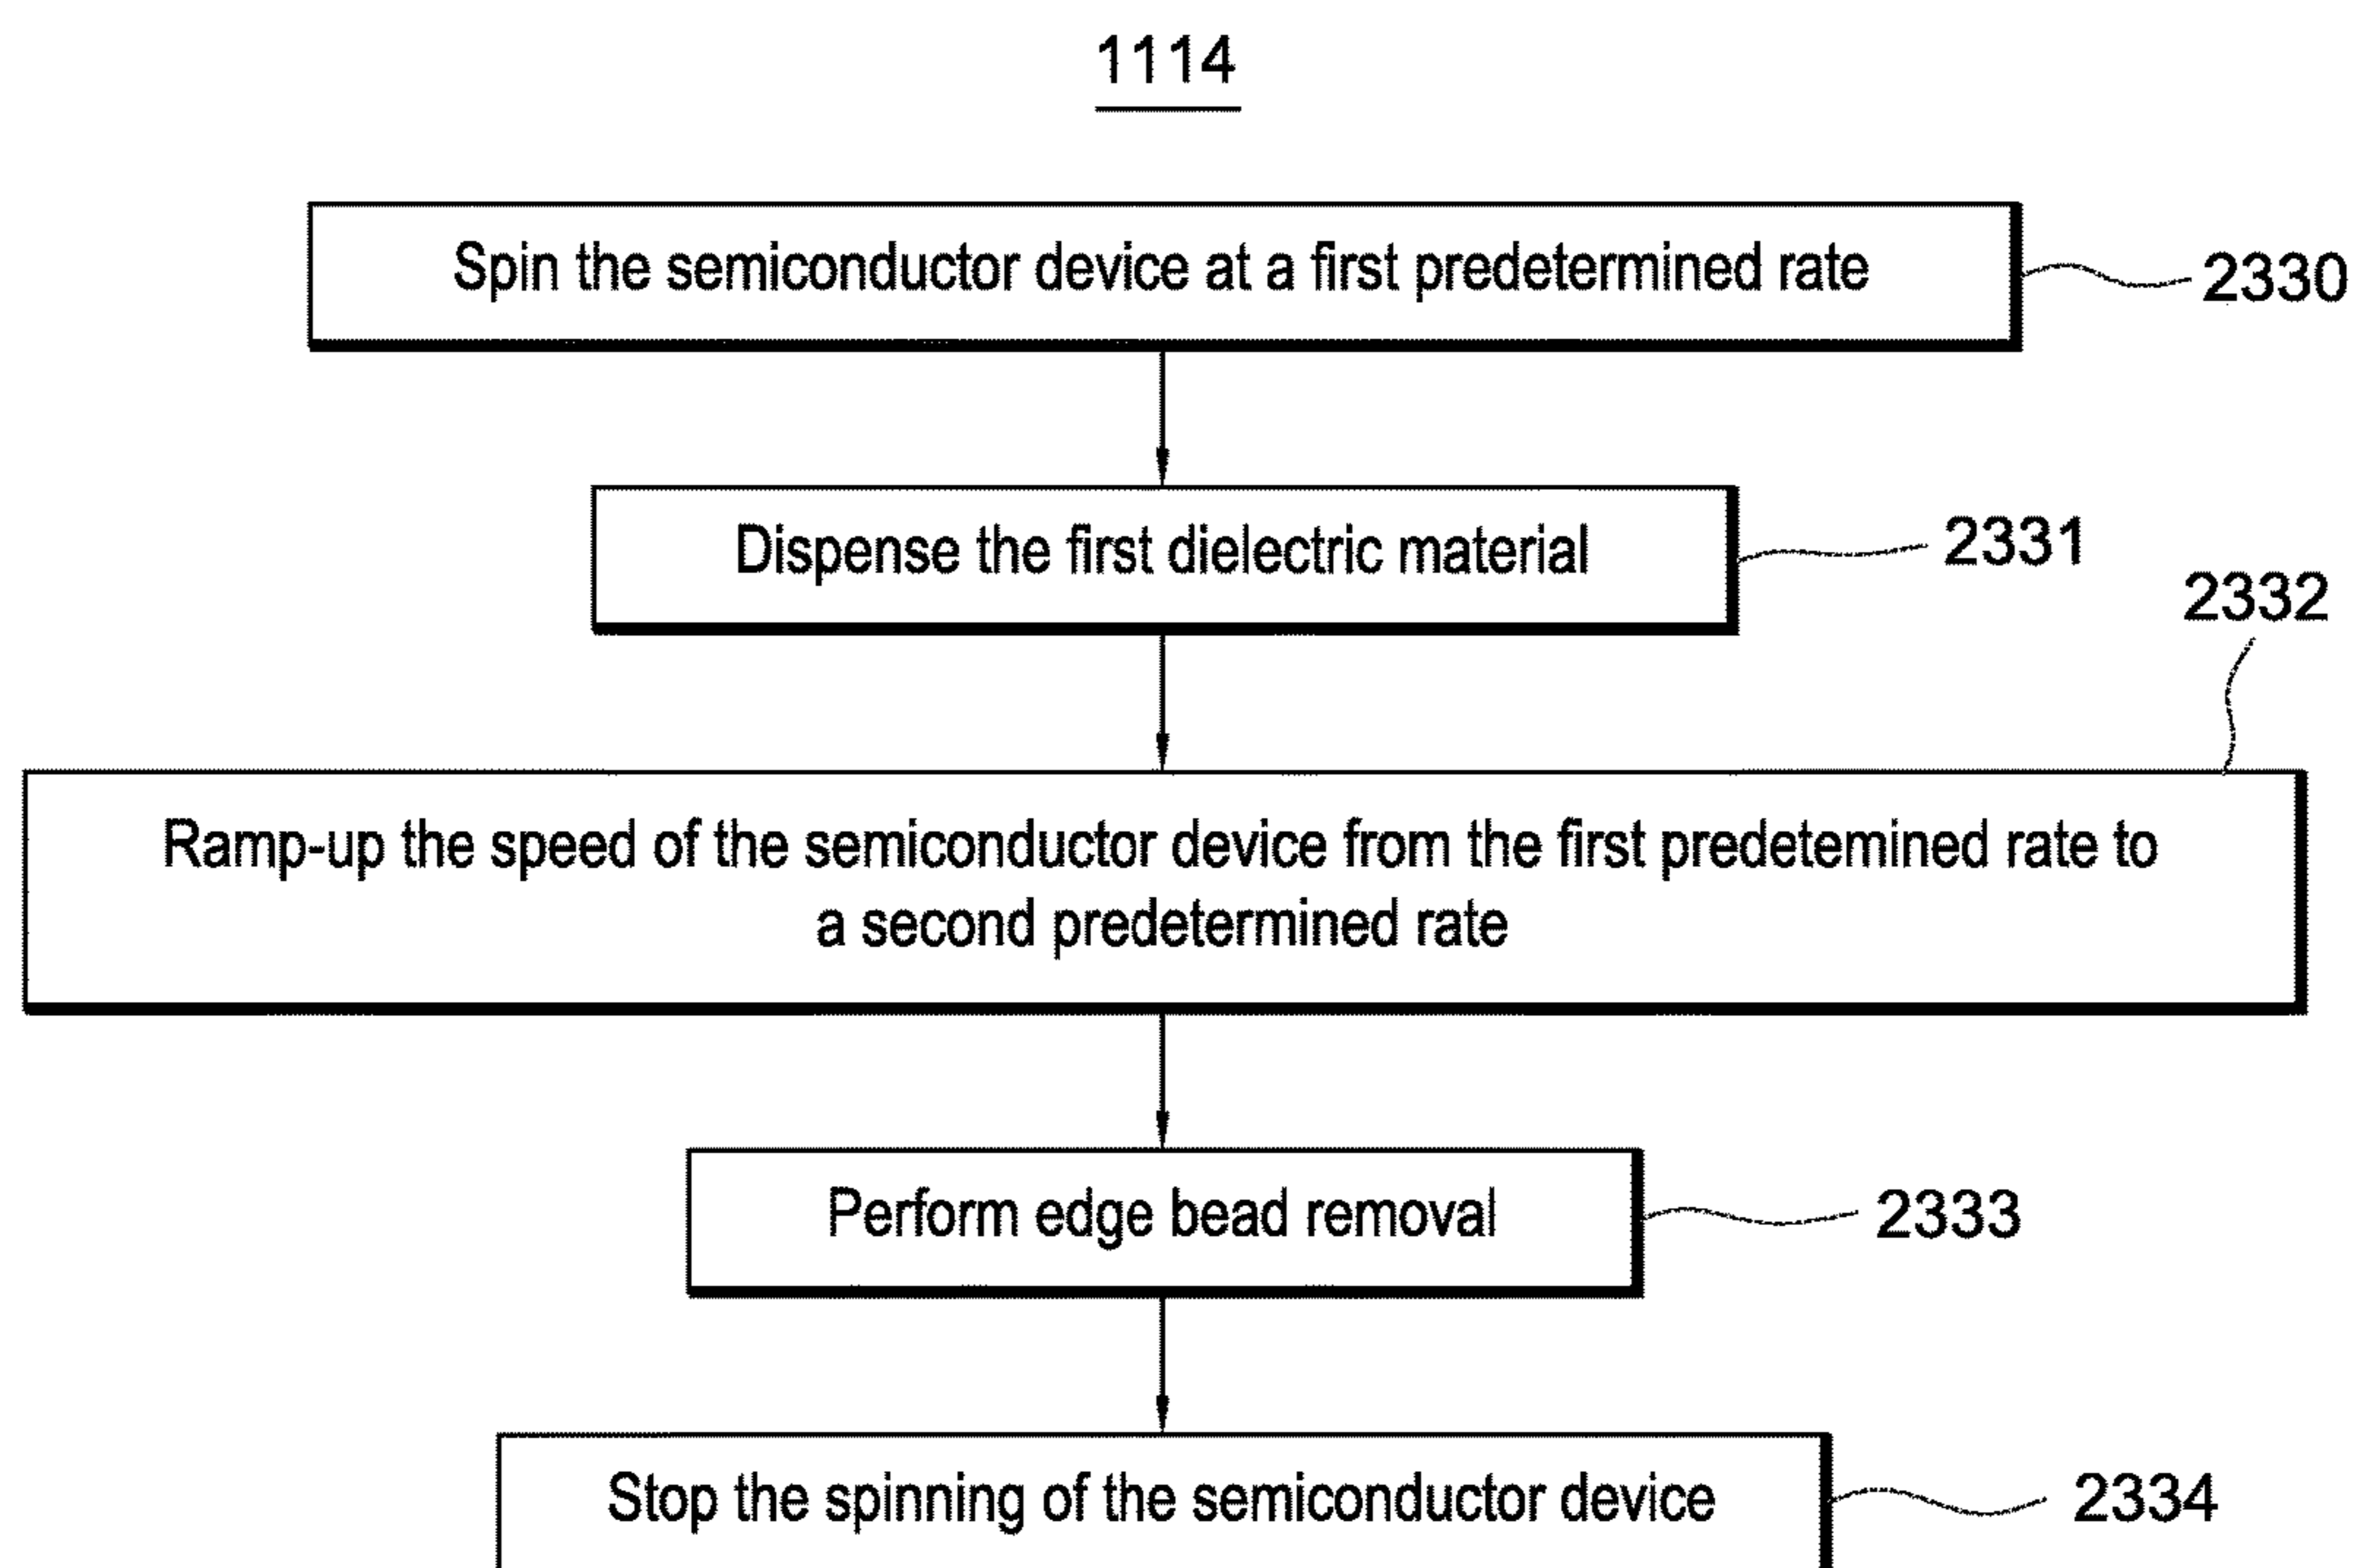 1114
Spin the semiconductor device at a first predetermined rate
2330
Dispense the first dielectric material
2331
2332
Ramp-up the speed of the semiconductor device from the first predetemined rate to
a second predetermined rate
Perform edge bead removal
2333
Stop the spinning of the semiconductor device
2334